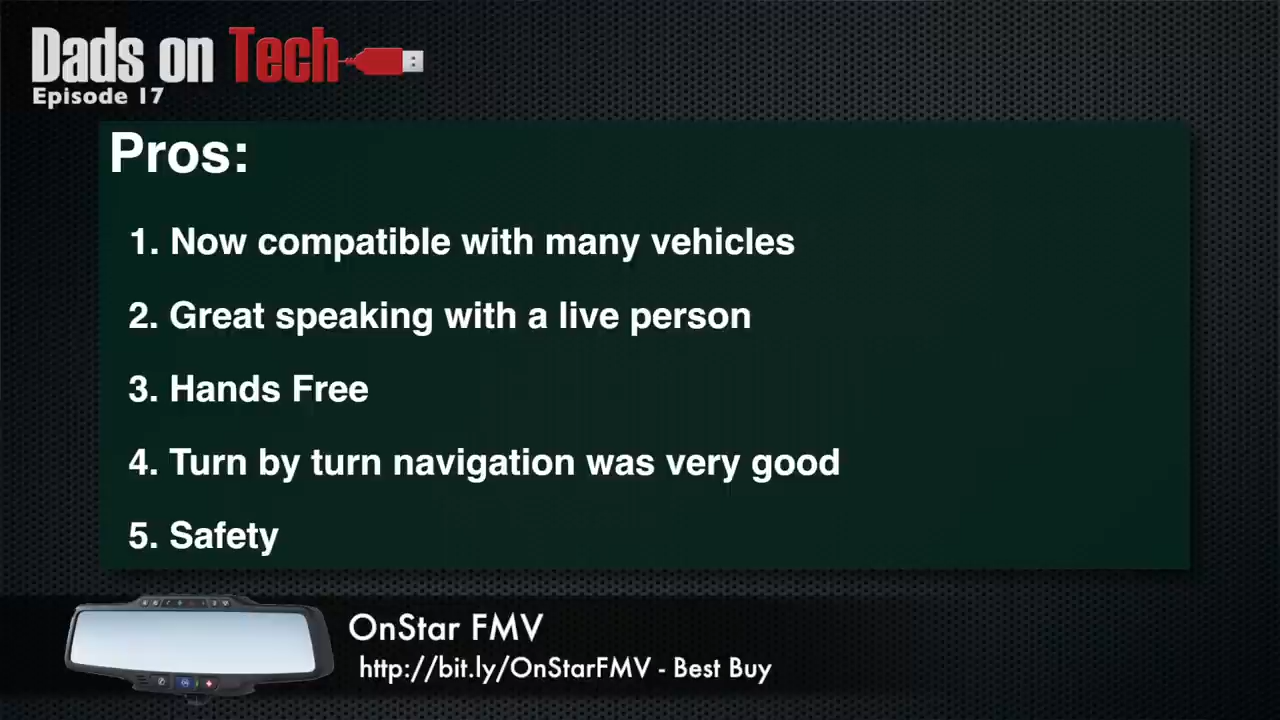 Dads on Tech
Episode 17
Pros:
1. Now compatible with many vehicles
2. Great speaking with a live person
3. Hands Free
4. Turn by turn navigation was very good
5. Safety
OnStar FMV
http://bit.ly/OnStarFMV - Best Buy